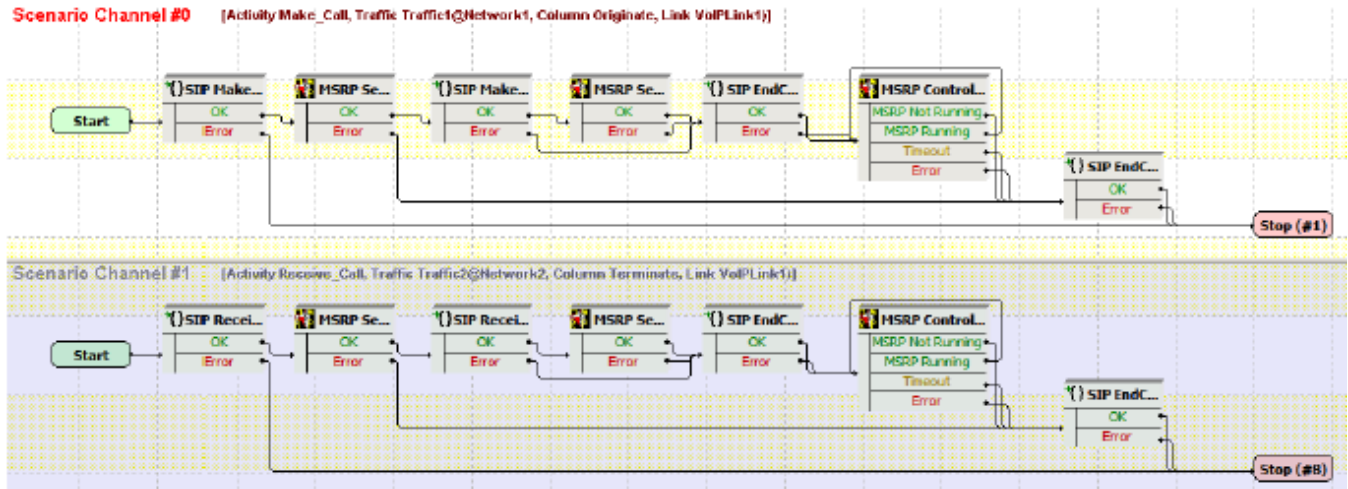 Scenario Channel #0 [Activity Make_Call, Traffic Traffic1@Network1, Column Originate, Link VoIPLink1)]
{}SIP Make... MSRP Se... {}SIP Make... MSRP Se... {} SIP EndC... MSRP Control...
Start OK OK OK OK OK MSRP Not Running
Error Error Error Error Error MSRP Running
Timeout
Error
{} SIP EndC...
OK
Error
Stop (#1)
Scenario Channel #1 [Activity Receive_Call, Traffic Traffic2@Network2, Column Terminate, Link VoIPLink1)]
{}SIP Recei... MSRP Se... {}SIP Recei... MSRP Se... {} SIP EndC... MSRP Control...
Start OK OK OK OK OK MSRP Not Running
Error Error Error Error Error MSRP Running
Timeout
Error
{} SIP EndC...
OK
Error
Stop (#8)